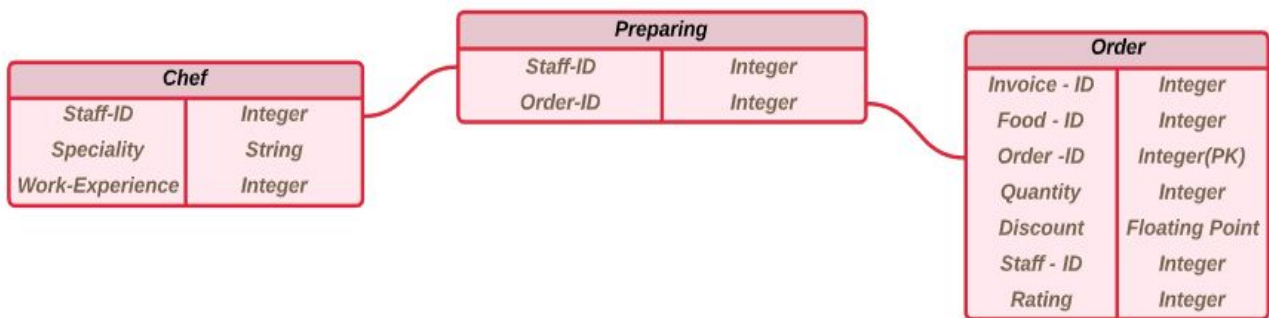 Chef
Staff-ID Integer
Speciality String
Work-Experience Integer
Preparing
Staff-ID Integer
Order-ID Integer
Order
Invoice - ID Integer
Food - ID Integer
Order -ID Integer(PK)
Quantity Integer
Discount Floating Point
Staff - ID Integer
Rating Integer